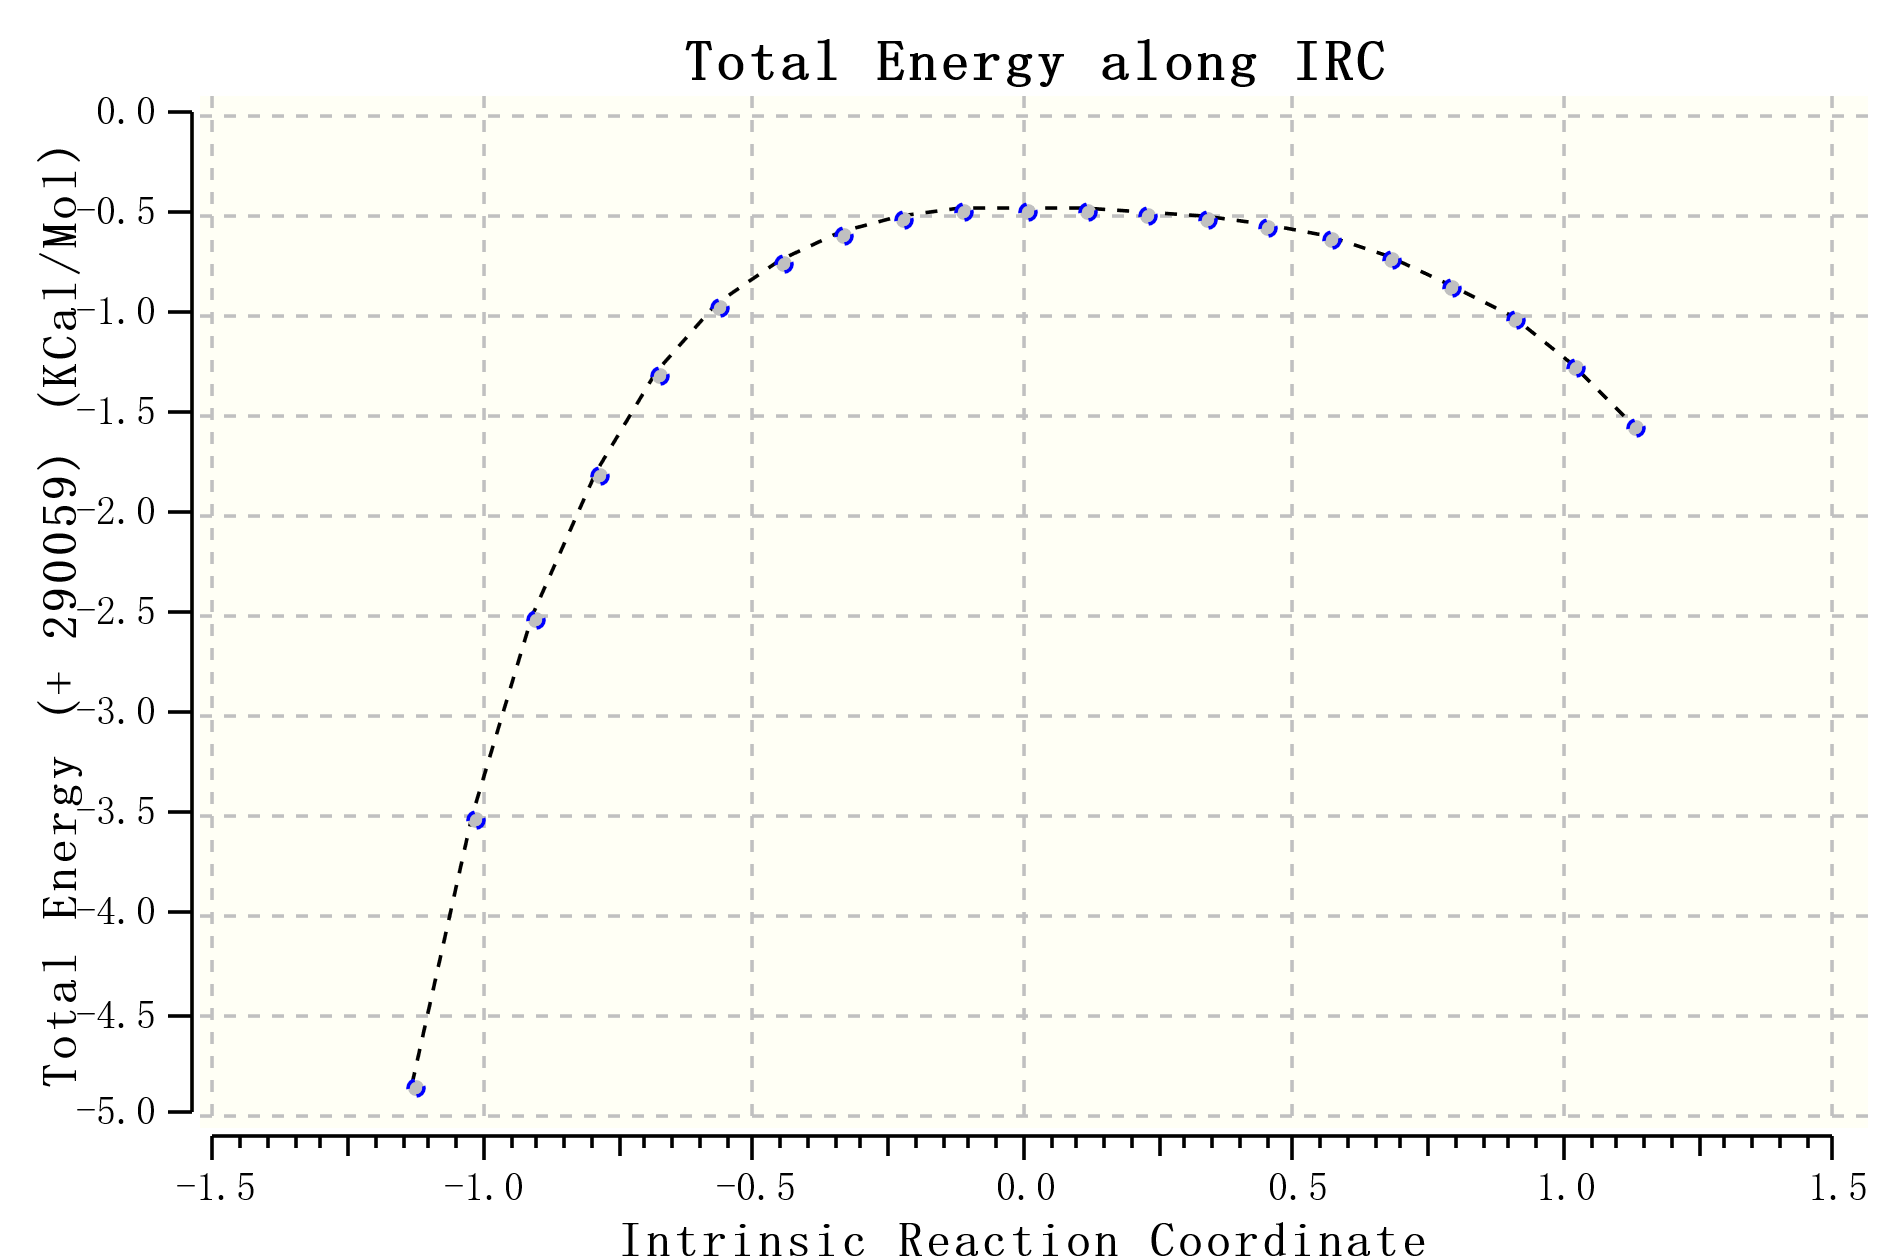 Total Energy along IRC
Total Energy (+ 290059) (KCal/Mol)
0.0
-0.5
-1.0
-1.5
-2.0
-2.5
-3.0
-3.5
-4.0
-4.5
-5.0
-1.5 -1.0 -0.5 0.0 0.5 1.0 1.5
Intrinsic Reaction Coordinate